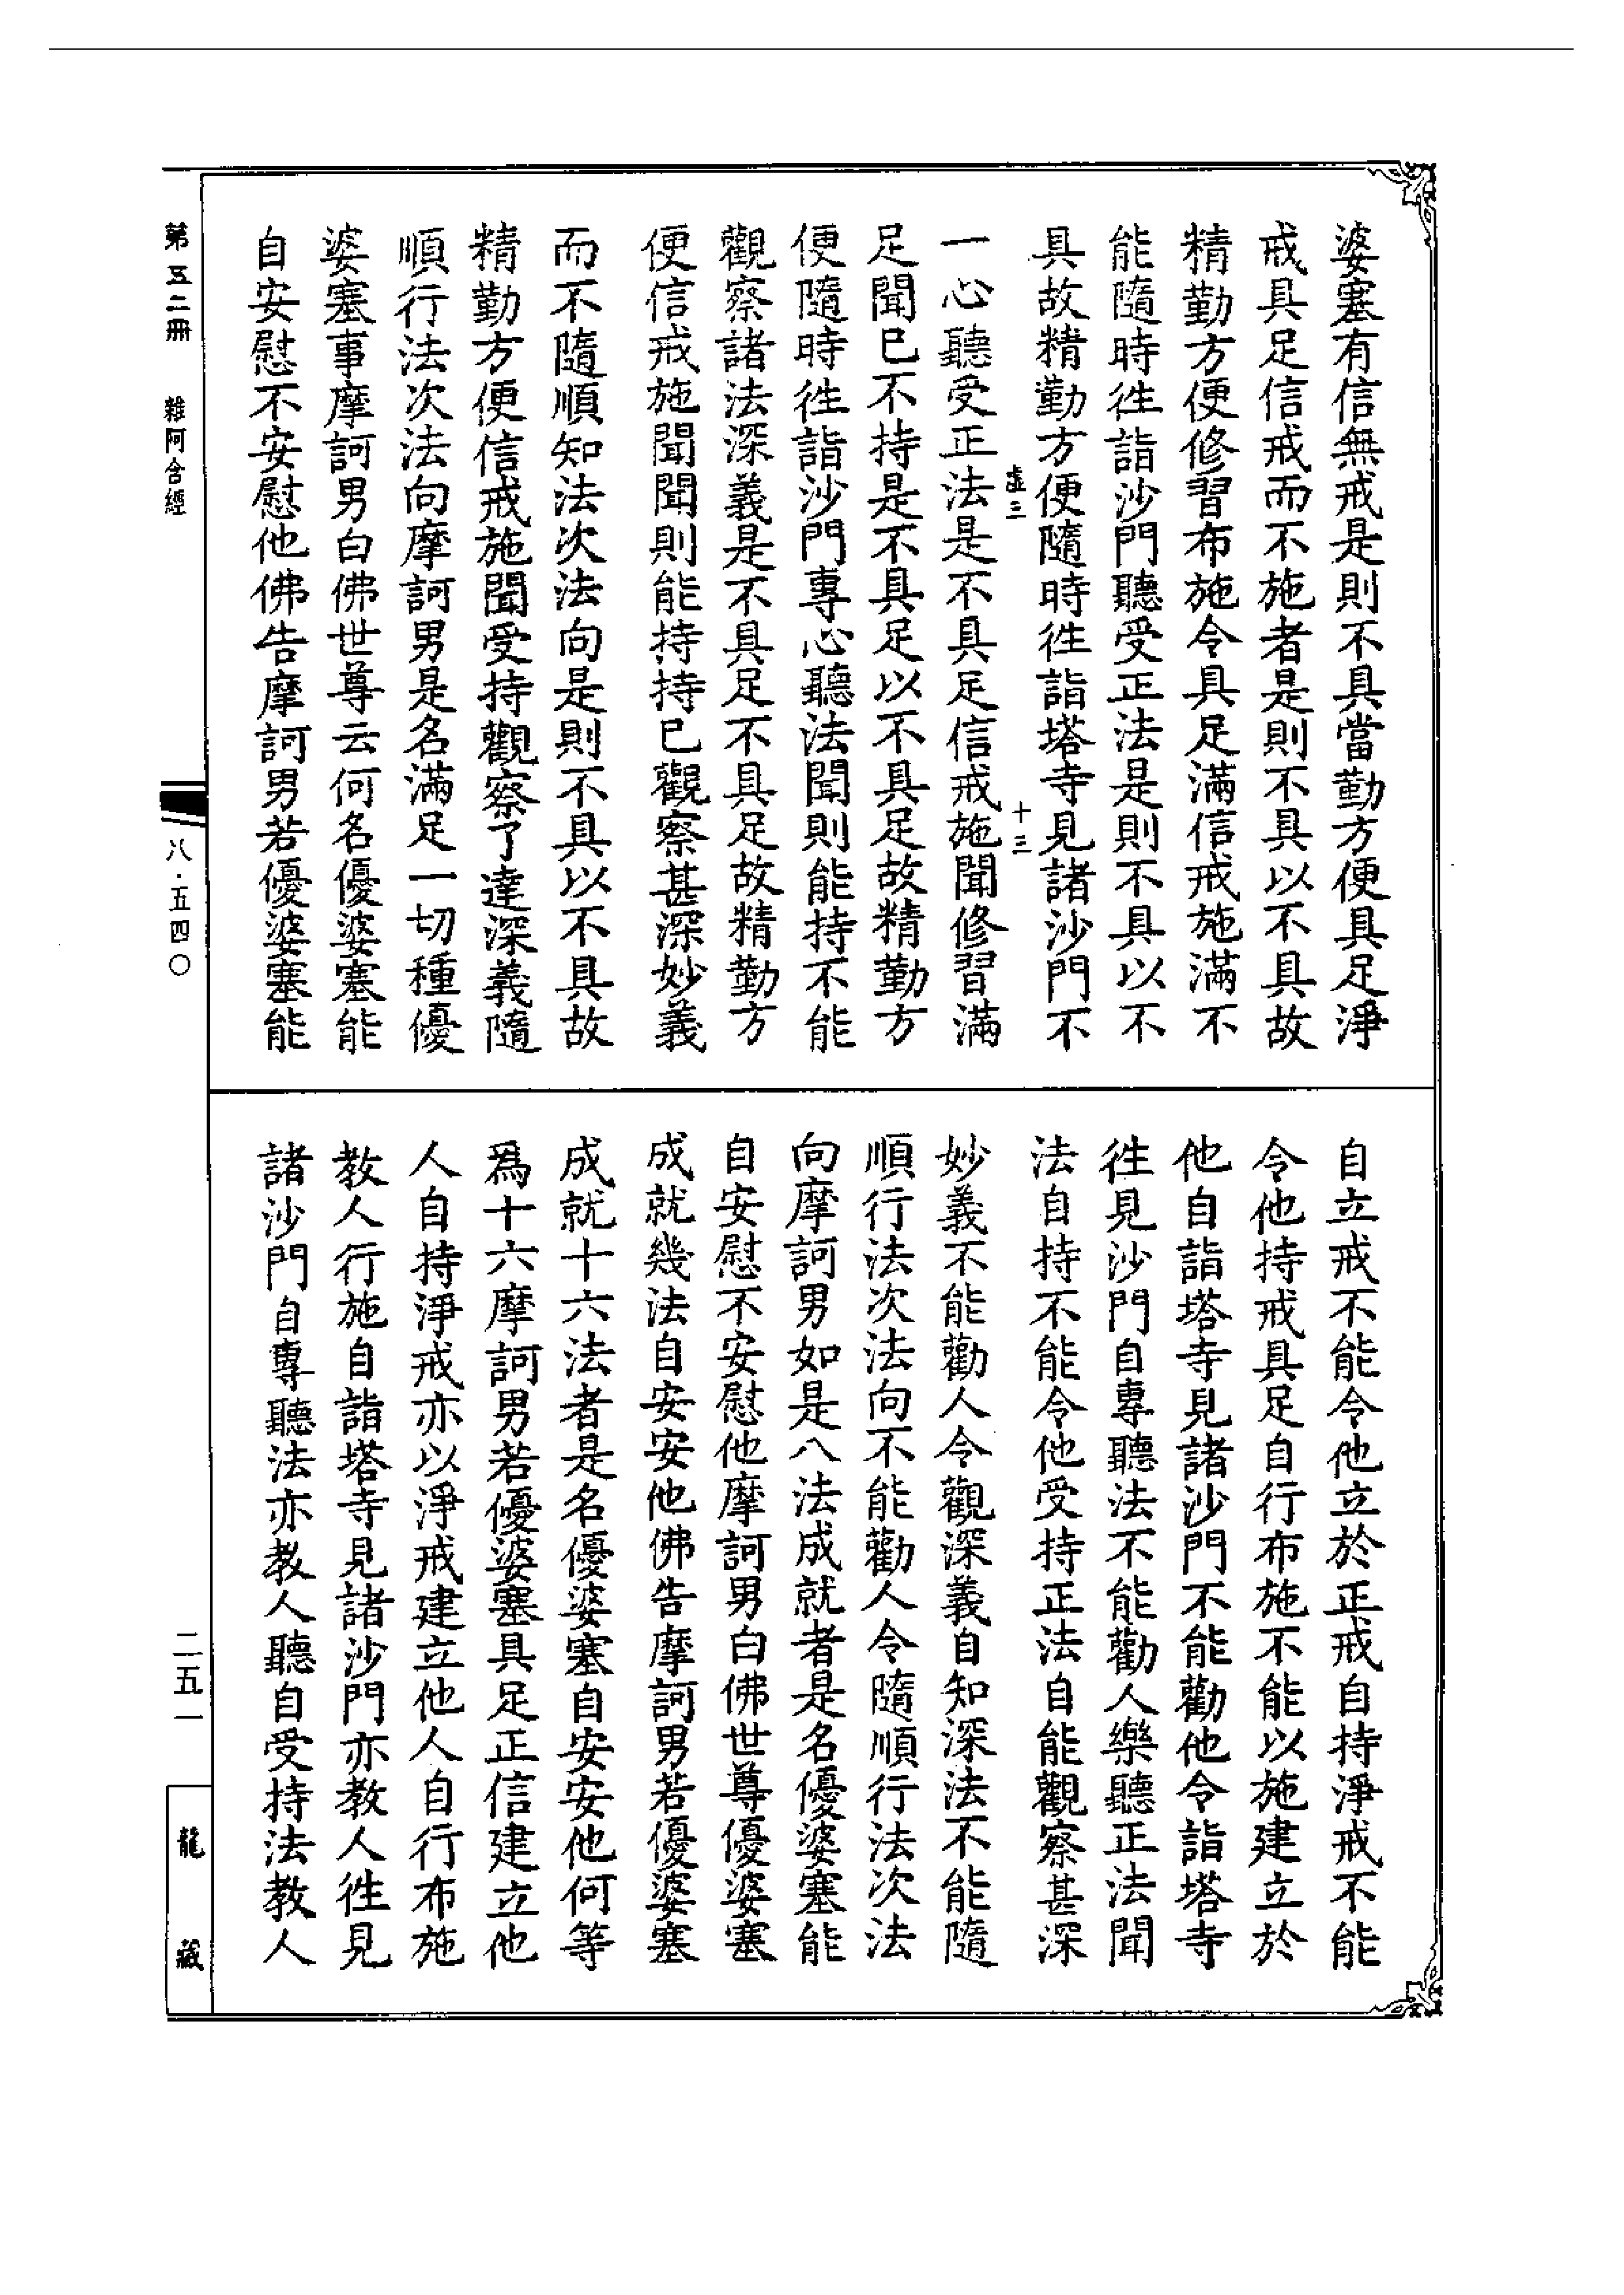 婆塞有信無戒是則不具當勤方便具足淨
戒具足信戒而不施者是則不具以不具故
精勤方便修習布施令具足滿信戒施滿不
能隨時徃詣沙門聽受正法是則不具以不
具故精勤方便隨時徃詣塔寺見諸沙門不
虛三 十三
一心聽受正法是不具足信戒施聞修習滿
足聞已不持是不具足以不具足故精勤方
便隨時徃詣沙門專心聽法聞則能持不能
觀察諸法深義是不具足不具足故精勤方
便信戒施聞聞則能持持已觀察甚深妙義
而不隨順知法次法向是則不具以不具故
精勤方便信戒施聞受持觀察了達深義隨
順行法次法向摩訶男是名滿足一切種優
婆塞事摩訶男白佛世尊云何名優婆塞能
自安慰不安慰他佛告摩訶男若優婆塞能
自立戒不能令他立於正戒自持淨戒不能
令他持戒具足自行布施不能以施建立於
他自詣塔寺見諸沙門不能勸他令詣塔寺
徃見沙門自專聽法不能勸人樂聽正法聞
法自持不能令他受持正法自能觀察甚深
妙義不能勸人令觀深義自知深法不能隨
順行法次法向不能勸人令隨順行法次法
向摩訶男如是八法成就者是名優婆塞能
自安慰不安慰他摩訶男白佛世尊優婆塞
成就幾法自安安他佛告摩訶男若優婆塞
成就十六法者是名優婆塞自安安他何等
爲十六摩訶男若優婆塞具足正信建立他
人自持淨戒亦以淨戒建立他人自行布施
教人行施自詣塔寺見諸沙門亦教人徃見
諸沙門自專聽法亦教人聽自受持法教人
第五二冊 雜阿含經
八·五四〇
二五一
龍藏